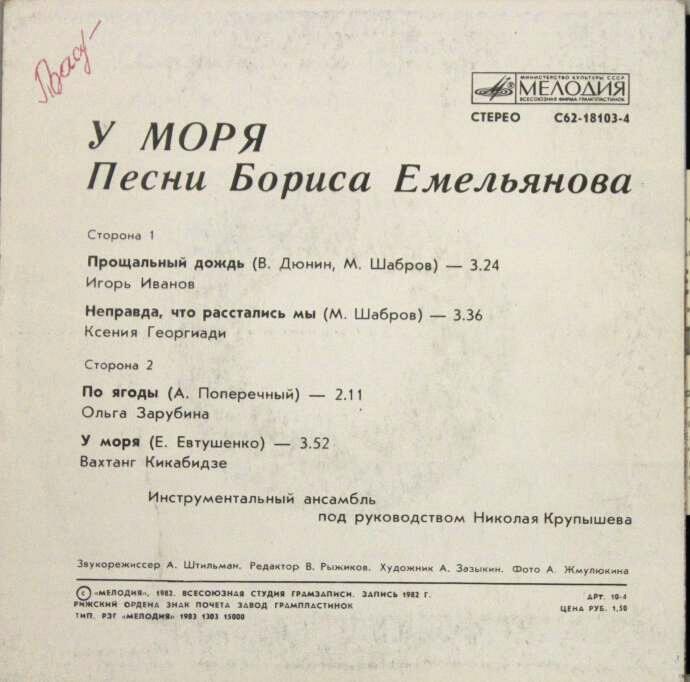 МИНИСТЕРСТВО КУЛЬТУРЫ СССР
МЕЛОДИЯ
ВСЕСОЮЗНАЯ ФИРМА ГРАМПЛАСТИНОК
СТЕРЕО С62-18103-4
У МОРЯ
Песни Бориса Емельянова
Сторона 1
Прощальный дождь (В. Дюнин, М. Шабров) — 3.24
Игорь Иванов
Неправда, что расстались мы (М. Шабров) — 3.36
Ксения Георгиади
Сторона 2
По ягоды (А. Поперечный) — 2.11
Ольга Зарубина
У моря (Е. Евтушенко) — 3.52
Вахтанг Кикабидзе
Инструментальный ансамбль
под руководством Николая Крупышева
Звукорежиссер А. Штильман. Редактор В. Рыжиков. Художник А. Зазыкин. Фото А. Жмулюкина
© «МЕЛОДИЯ», 1982. ВСЕСОЮЗНАЯ СТУДИЯ ГРАМЗАПИСИ. ЗАПИСЬ 1982 Г. АРТ. 10-4
РИЖСКИЙ ОРДЕНА ЗНАК ПОЧЕТА ЗАВОД ГРАМПЛАСТИНОК ЦЕНА РУБ. 1,50
ТИП. РЗГ «МЕЛОДИЯ» 1983 1303 15000